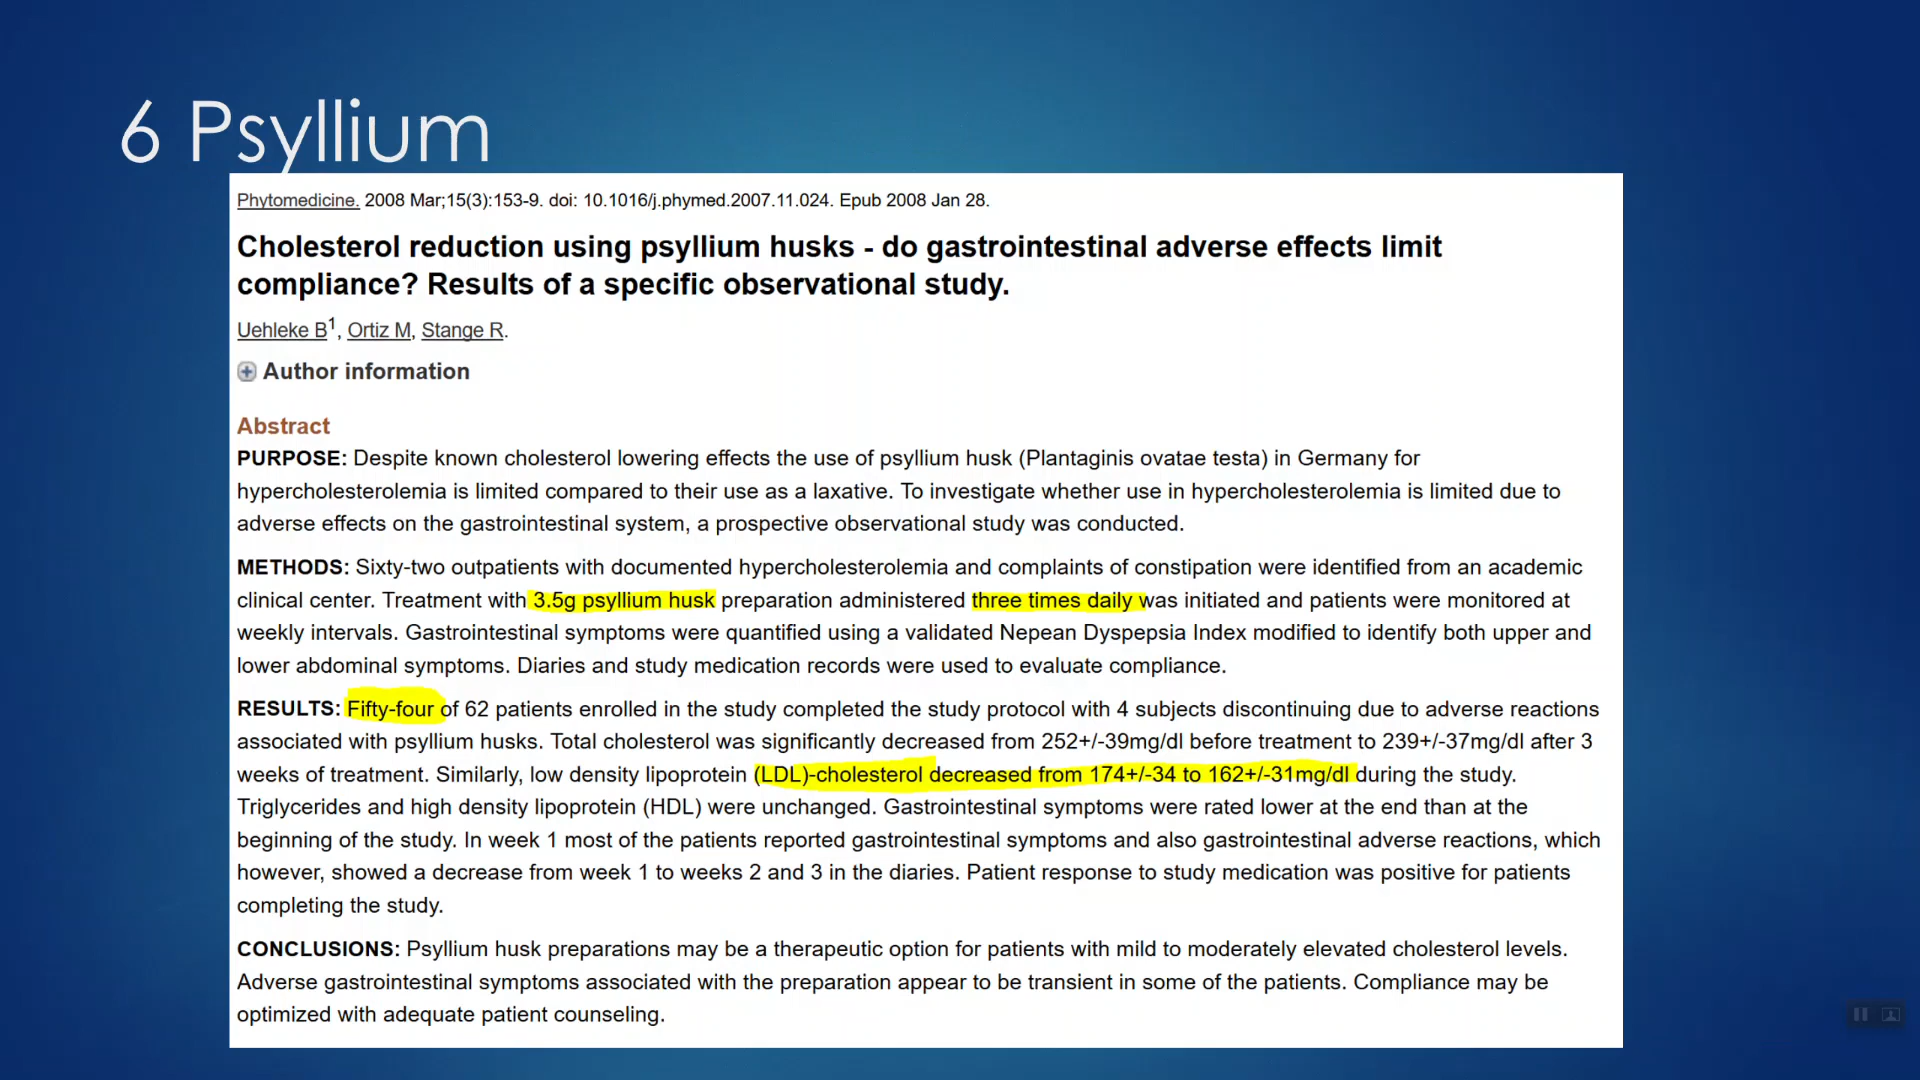 6 Psyllium
Phytomedicine. 2008 Mar;15(3):153-9. doi: 10.1016/j.phymed.2007.11.024. Epub 2008 Jan 28.
Cholesterol reduction using psyllium husks - do gastrointestinal adverse effects limit
compliance? Results of a specific observational study.
Uehleke B1, Ortiz M, Stange R.
Author information
Abstract
PURPOSE: Despite known cholesterol lowering effects the use of psyllium husk (Plantaginis ovatae testa) in Germany for
hypercholesterolemia is limited compared to their use as a laxative. To investigate whether use in hypercholesterolemia is limited due to
adverse effects on the gastrointestinal system, a prospective observational study was conducted.
METHODS: Sixty-two outpatients with documented hypercholesterolemia and complaints of constipation were identified from an academic
clinical center. Treatment with 3.5g psyllium husk preparation administered three times daily was initiated and patients were monitored at
weekly intervals. Gastrointestinal symptoms were quantified using a validated Nepean Dyspepsia Index modified to identify both upper and
lower abdominal symptoms. Diaries and study medication records were used to evaluate compliance.
RESULTS: Fifty-four of 62 patients enrolled in the study completed the study protocol with 4 subjects discontinuing due to adverse reactions
associated with psyllium husks. Total cholesterol was significantly decreased from 252+/-39mg/dl before treatment to 239+/-37mg/dl after 3
weeks of treatment. Similarly, low density lipoprotein (LDL)-cholesterol decreased from 174+/-34 to 162+/-31mg/dl during the study.
Triglycerides and high density lipoprotein (HDL) were unchanged. Gastrointestinal symptoms were rated lower at the end than at the
beginning of the study. In week 1 most of the patients reported gastrointestinal symptoms and also gastrointestinal adverse reactions, which
however, showed a decrease from week 1 to weeks 2 and 3 in the diaries. Patient response to study medication was positive for patients
completing the study.
CONCLUSIONS: Psyllium husk preparations may be a therapeutic option for patients with mild to moderately elevated cholesterol levels.
Adverse gastrointestinal symptoms associated with the preparation appear to be transient in some of the patients. Compliance may be
optimized with adequate patient counseling.